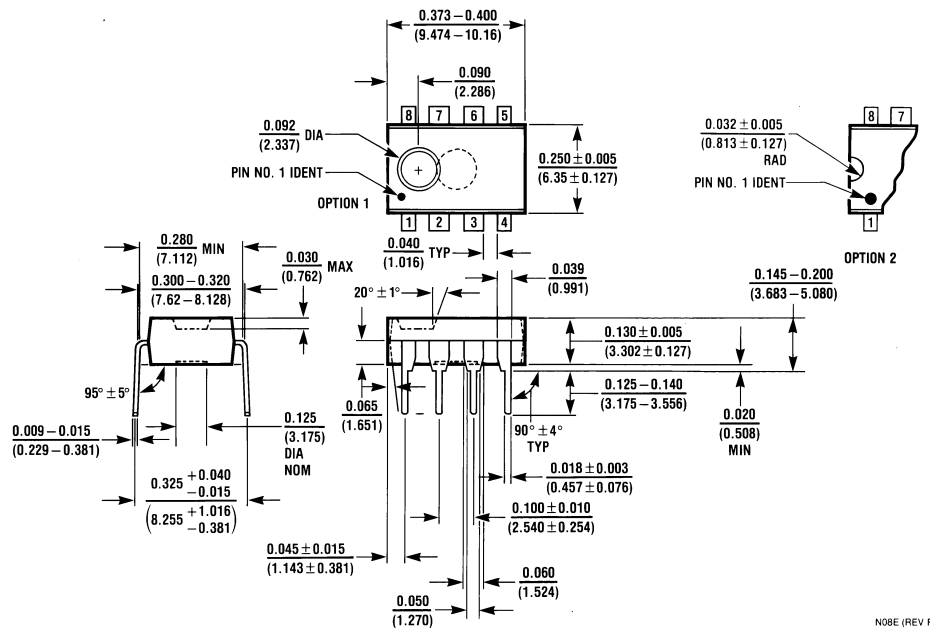 0.373 – 0.400
(9.474 – 10.16)
0.090
(2.286)
8 7 6 5
0.092 DIA
(2.337)
PIN NO. 1 IDENT
OPTION 1
1 2 3 4
0.250 ± 0.005
(6.35 ± 0.127)
8 7
0.032 ± 0.005
(0.813 ± 0.127)
RAD
PIN NO. 1 IDENT
1
OPTION 2
0.280 MIN
(7.112)
0.030 MAX
(0.762)
0.300 – 0.320
(7.62 – 8.128)
0.040 TYP
(1.016)
0.039
(0.991)
20° ± 1°
0.145 – 0.200
(3.683 – 5.080)
0.130 ± 0.005
(3.302 ± 0.127)
95° ± 5°
0.009 – 0.015
(0.229 – 0.381)
0.125
(3.175)
DIA
NOM
0.065
(1.651)
90° ± 4°
TYP
0.125 – 0.140
(3.175 – 3.556)
0.020
(0.508)
MIN
0.325 +0.040
–0.015
(8.255 +1.016
–0.381)
0.018 ± 0.003
(0.457 ± 0.076)
0.100 ± 0.010
(2.540 ± 0.254)
0.045 ± 0.015
(1.143 ± 0.381)
0.060
(1.524)
0.050
(1.270)
N08E (REV F